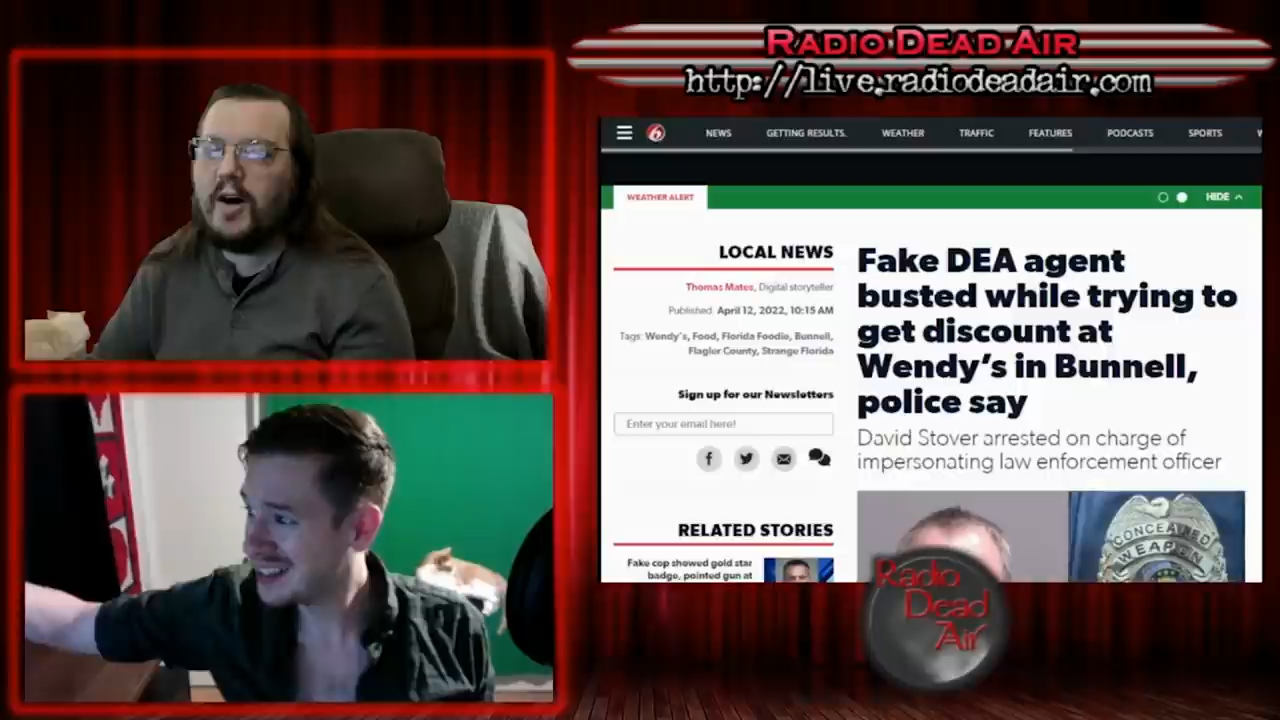 RADIO DEAD AIR
http://live.radiodeadair.com
6
NEWS
GETTING RESULTS.
WEATHER
TRAFFIC
FEATURES
PODCASTS
SPORTS
WEATHER ALERT
HIDE
LOCAL NEWS
Thomas Mates, Digital storyteller
Published: April 12, 2022, 10:15 AM
Tags: Wendy's, Food, Florida Foodie, Bunnell,
Flagler County, Strange Florida
Sign up for our Newsletters
Enter your email here!
RELATED STORIES
Fake cop showed gold star
badge, pointed gun at
Fake DEA agent
busted while trying to
get discount at
Wendy's in Bunnell,
police say
David Stover arrested on charge of
impersonating law enforcement officer
CONCEALED
WEAPON
Radio
Dead
Air